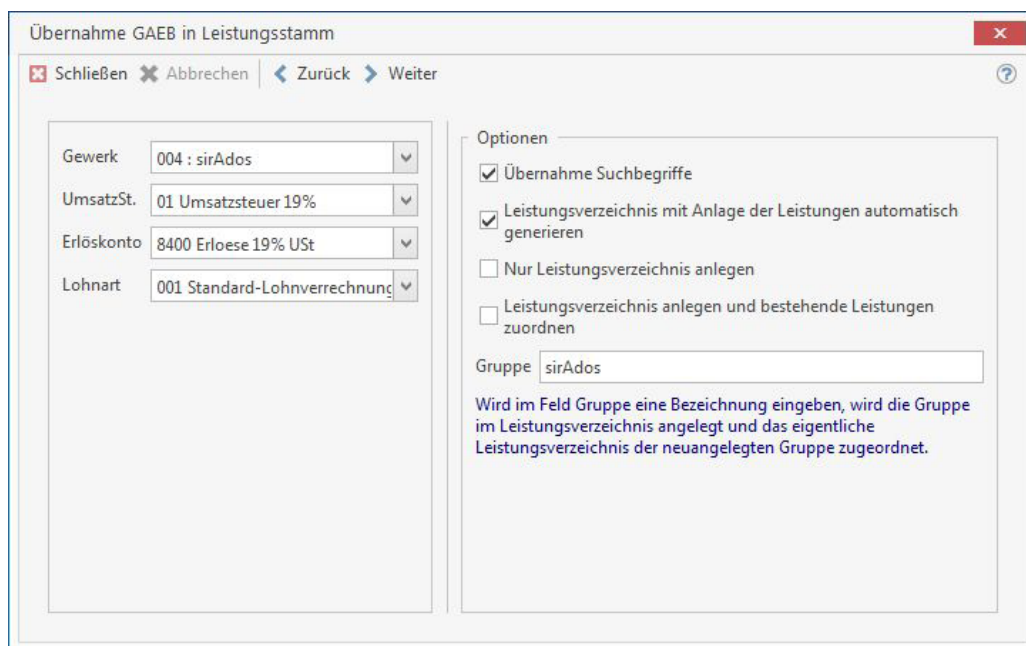 Übernahme GAEB in Leistungsstamm
Schließen Abbrechen Zurück Weiter
Gewerk 004 : sirAdos
UmsatzSt. 01 Umsatzsteuer 19%
Erlöskonto 8400 Erloese 19% USt
Lohnart 001 Standard-Lohnverrechnung
Optionen
Übernahme Suchbegriffe
Leistungsverzeichnis mit Anlage der Leistungen automatisch
generieren
Nur Leistungsverzeichnis anlegen
Leistungsverzeichnis anlegen und bestehende Leistungen
zuordnen
Gruppe sirAdos
Wird im Feld Gruppe eine Bezeichnung eingeben, wird die Gruppe
im Leistungsverzeichnis angelegt und das eigentliche
Leistungsverzeichnis der neuangelegten Gruppe zugeordnet.